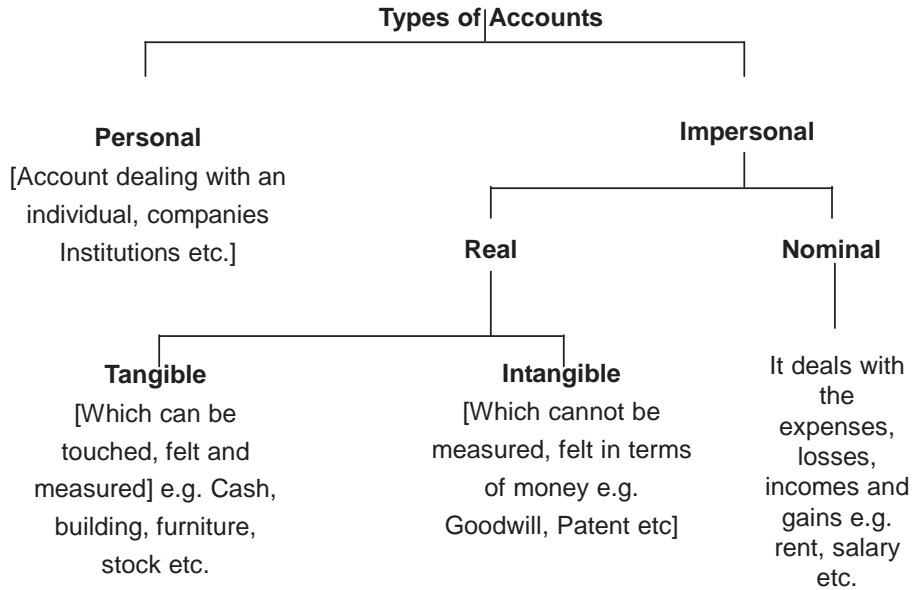 Types of Accounts
Personal
[Account dealing with an
individual, companies
Institutions etc.]
Impersonal
Real
Nominal
Tangible
[Which can be
touched, felt and
measured] e.g. Cash,
building, furniture,
stock etc.
Intangible
[Which cannot be
measured, felt in terms
of money e.g.
Goodwill, Patent etc]
It deals with
the
expenses,
losses,
incomes and
gains e.g.
rent, salary
etc.